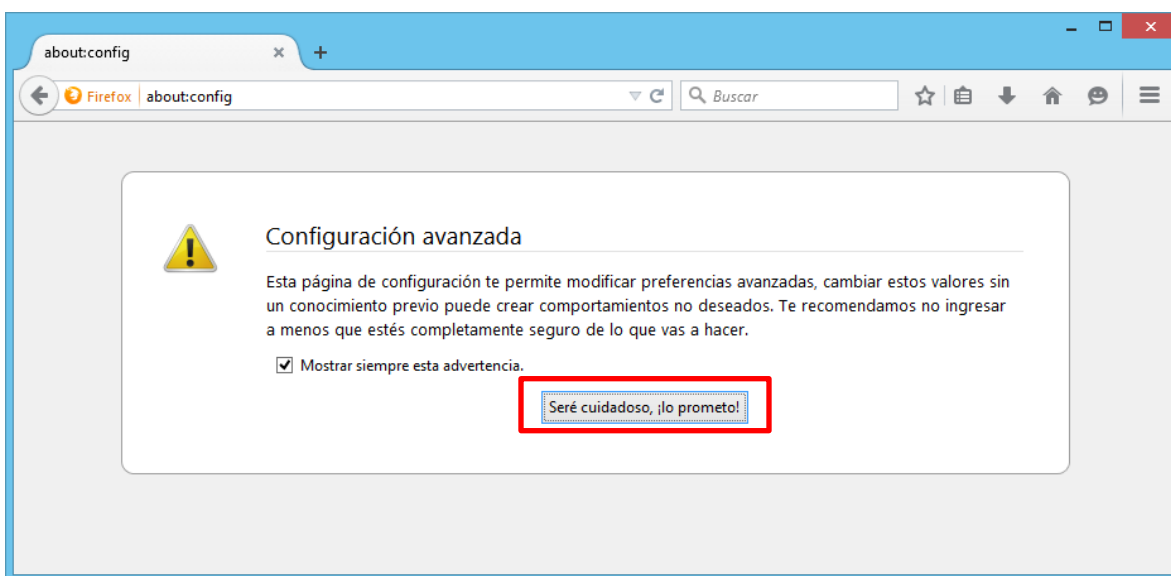 about:config
Firefox about:config Buscar
Configuración avanzada
Esta página de configuración te permite modificar preferencias avanzadas, cambiar estos valores sin
un conocimiento previo puede crear comportamientos no deseados. Te recomendamos no ingresar
a menos que estés completamente seguro de lo que vas a hacer.
Mostrar siempre esta advertencia.
Seré cuidadoso, ¡lo prometo!